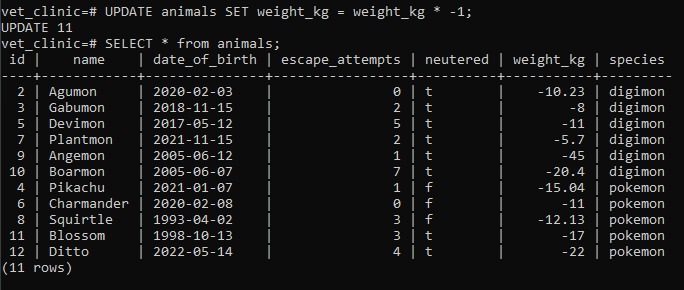 vet_clinic=# UPDATE animals SET weight_kg = weight_kg * -1;
UPDATE 11
vet_clinic=# SELECT * from animals;
 id |    name    | date_of_birth | escape_attempts | neutered | weight_kg | species
----+------------+---------------+-----------------+----------+-----------+---------
  2 | Agumon     | 2020-02-03    |               0 | t        |    -10.23 | digimon
  3 | Gabumon    | 2018-11-15    |               2 | t        |        -8 | digimon
  5 | Devimon    | 2017-05-12    |               5 | t        |       -11 | digimon
  7 | Plantmon   | 2021-11-15    |               2 | t        |      -5.7 | digimon
  9 | Angemon    | 2005-06-12    |               1 | t        |       -45 | digimon
 10 | Boarmon    | 2005-06-07    |               7 | t        |     -20.4 | digimon
  4 | Pikachu    | 2021-01-07    |               1 | f        |    -15.04 | pokemon
  6 | Charmander | 2020-02-08    |               0 | f        |       -11 | pokemon
  8 | Squirtle   | 1993-04-02    |               3 | f        |    -12.13 | pokemon
 11 | Blossom    | 1998-10-13    |               3 | t        |       -17 | pokemon
 12 | Ditto      | 2022-05-14    |               4 | t        |       -22 | pokemon
(11 rows)